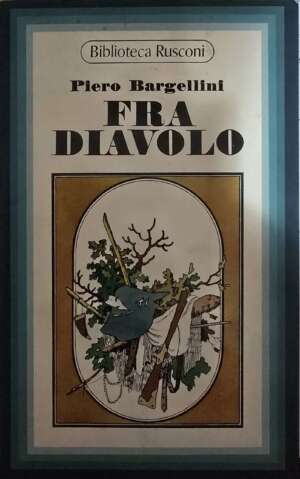 Biblioteca Rusconi
Piero Bargellini
FRA
DIAVOLO